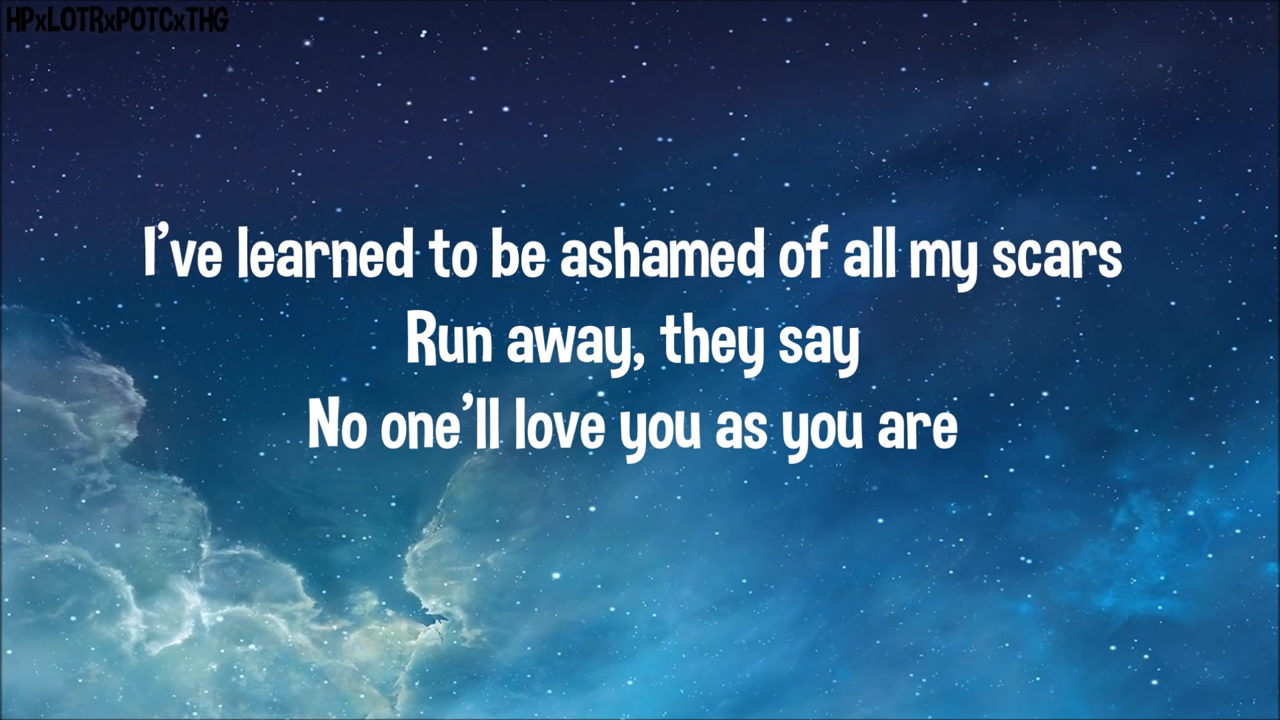 HPxLOTRxPOTCxTHG
I've learned to be ashamed of all my scars
Run away, they say
No one'll love you as you are